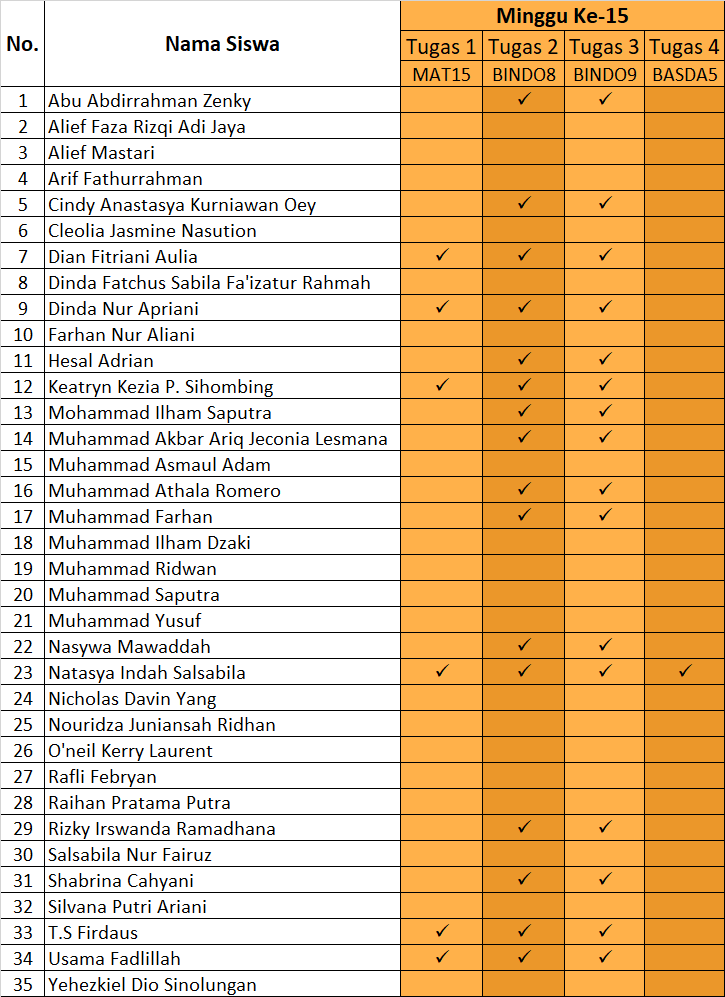 No. Nama Siswa Minggu Ke-15
Tugas 1 Tugas 2 Tugas 3 Tugas 4
MAT15 BINDO8 BINDO9 BASDA5
1 Abu Abdirrahman Zenky ✓ ✓
2 Alief Faza Rizqi Adi Jaya
3 Alief Mastari
4 Arif Fathurrahman
5 Cindy Anastasya Kurniawan Oey ✓ ✓
6 Cleolia Jasmine Nasution
7 Dian Fitriani Aulia ✓ ✓ ✓
8 Dinda Fatchus Sabila Fa'izatur Rahmah
9 Dinda Nur Apriani ✓ ✓ ✓
10 Farhan Nur Aliani
11 Hesal Adrian ✓ ✓
12 Keatryn Kezia P. Sihombing ✓ ✓ ✓
13 Mohammad Ilham Saputra ✓ ✓
14 Muhammad Akbar Ariq Jeconia Lesmana ✓ ✓
15 Muhammad Asmaul Adam
16 Muhammad Athala Romero ✓ ✓
17 Muhammad Farhan ✓ ✓
18 Muhammad Ilham Dzaki
19 Muhammad Ridwan
20 Muhammad Saputra
21 Muhammad Yusuf
22 Nasywa Mawaddah ✓ ✓
23 Natasya Indah Salsabila ✓ ✓ ✓ ✓
24 Nicholas Davin Yang
25 Nouridza Juniansah Ridhan
26 O'neil Kerry Laurent
27 Rafli Febryan
28 Raihan Pratama Putra
29 Rizky Irswanda Ramadhana ✓ ✓
30 Salsabila Nur Fairuz
31 Shabrina Cahyani ✓ ✓
32 Silvana Putri Ariani
33 T.S Firdaus ✓ ✓ ✓
34 Usama Fadlillah ✓ ✓ ✓
35 Yehezkiel Dio Sinolungan